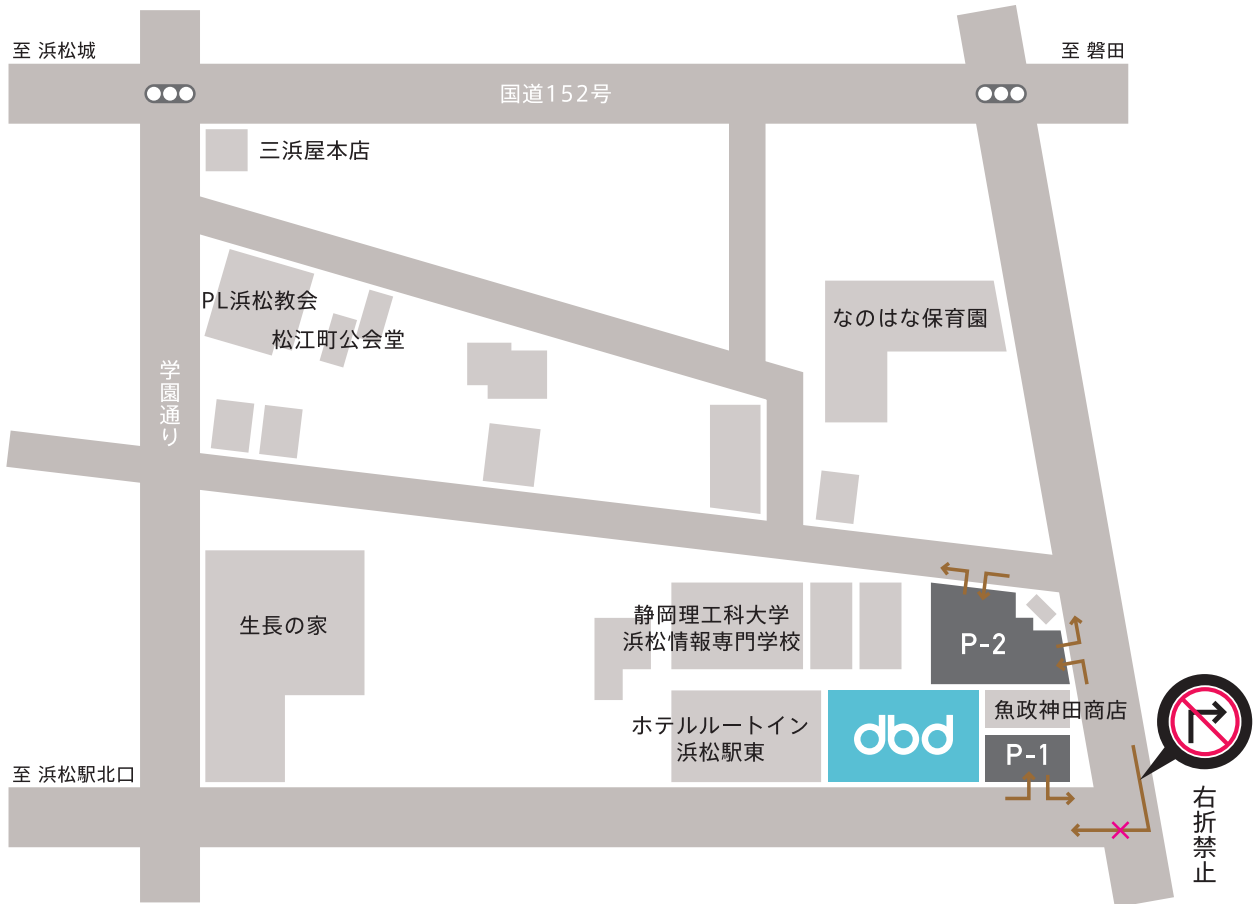 至 浜松城
至 磐田
国道152号
三浜屋本店
PL浜松教会
松江町公会堂
なのはな保育園
学園通り
生長の家
静岡理工科大学
浜松情報専門学校
P-2
魚政神田商店
ホテルルートイン
浜松駅東
dbd
P-1
至 浜松駅北口
右折禁止